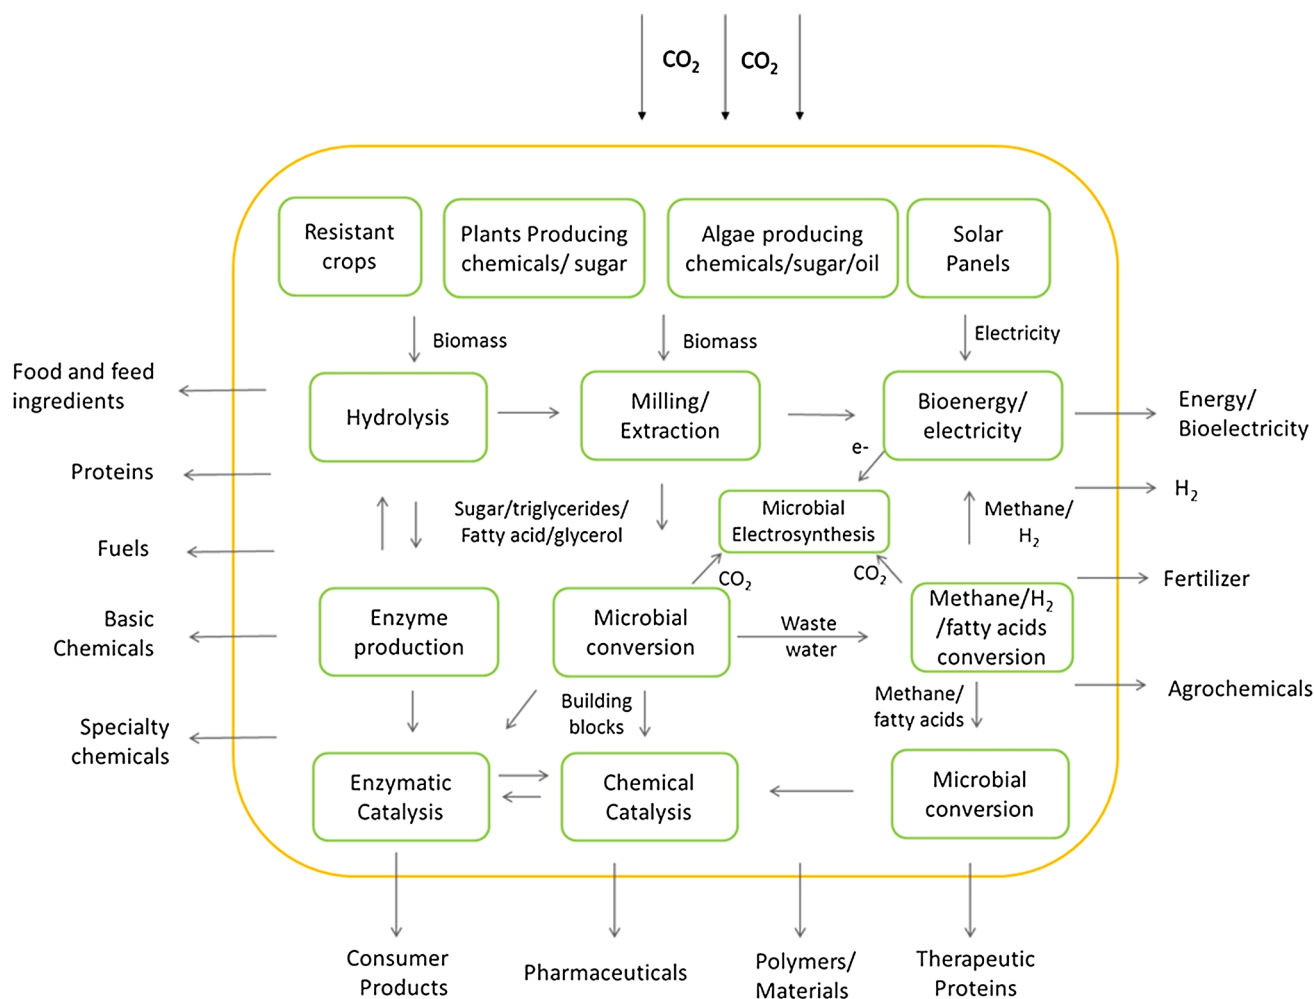 CO₂
CO₂
Resistant
crops
Plants Producing
chemicals/ sugar
Algae producing
chemicals/sugar/oil
Solar
Panels
Biomass
Biomass
Electricity
Food and feed
ingredients
Hydrolysis
Milling/
Extraction
Bioenergy/
electricity
Energy/
Bioelectricity
e-
Proteins
Sugar/triglycerides/
Fatty acid/glycerol
Microbial
Electrosynthesis
Methane/
H₂
H₂
Fuels
CO₂
CO₂
Fertilizer
Basic
Chemicals
Enzyme
production
Microbial
conversion
Waste
water
Methane/H₂
/fatty acids
conversion
Building
blocks
Methane/
fatty acids
Agrochemicals
Specialty
chemicals
Enzymatic
Catalysis
Chemical
Catalysis
Microbial
conversion
Consumer
Products
Pharmaceuticals
Polymers/
Materials
Therapeutic
Proteins